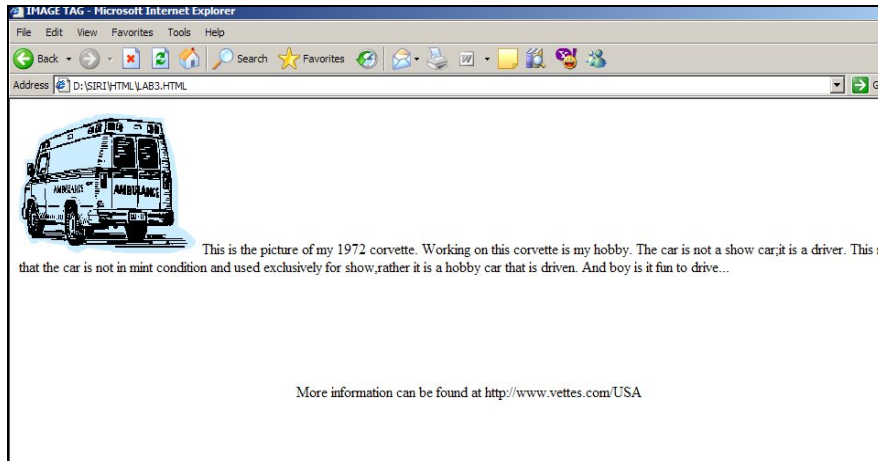 IMAGE TAG - Microsoft Internet Explorer
File Edit View Favorites Tools Help
Back Search Favorites
Address D:\SIRI\HTML\LAB3.HTML G
AMBULANCE AMBULANCE
This is the picture of my 1972 corvette. Working on this corvette is my hobby. The car is not a show car;it is a driver. This
that the car is not in mint condition and used exclusively for show,rather it is a hobby car that is driven. And boy is it fun to drive...
More information can be found at http://www.vettes.com/USA